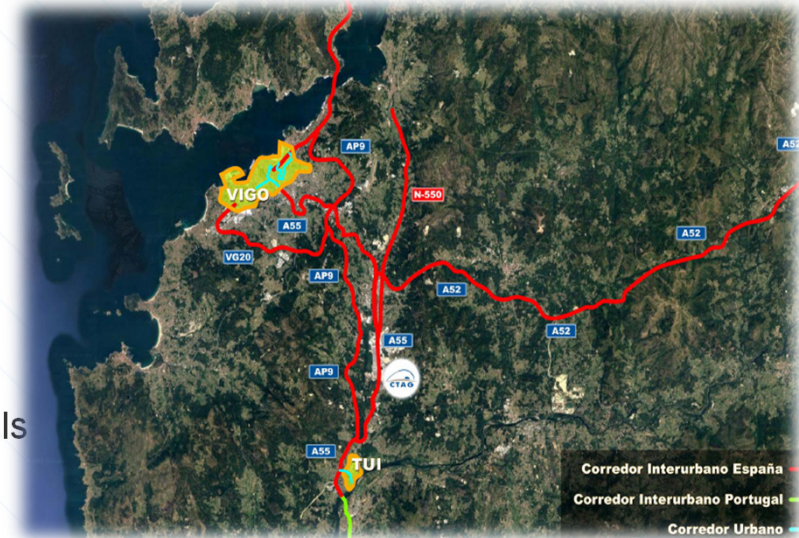 AP9
A52
VIGO
N-550
A55
A52
VG20
AP9
A52
A52
A55
AP9
CTAG
ls
A55
TUI
Corredor Interurbano España
Corredor Interurbano Portugal
Corredor Urbano